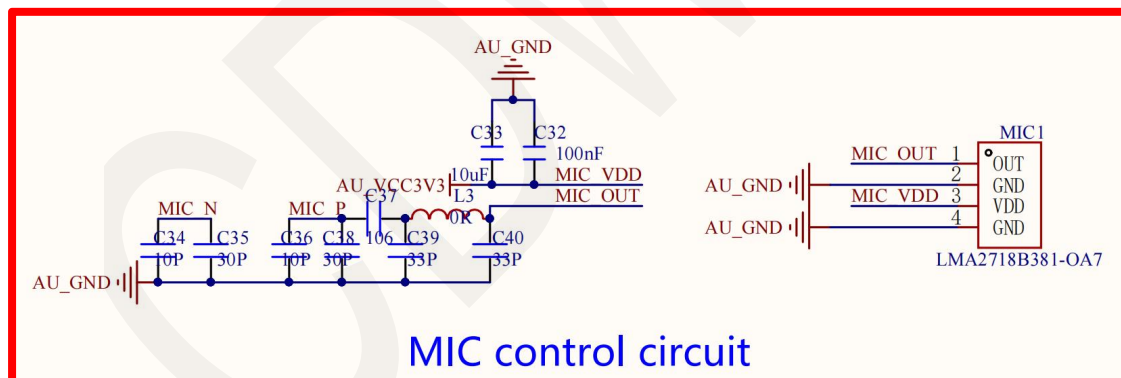 AU_GND
C33
C32
100nF
10uF
AU_VCC3V3
MIC_VDD
C37
L3
MIC_OUT
0R
MIC_N
MIC_P
106
C34
C35
C36
C38
C39
C40
10P
30P
10P
30P
33P
33P
AU_GND
MIC1
MIC_OUT
1
OUT
AU_GND
2
GND
MIC_VDD
3
VDD
AU_GND
4
GND
LMA2718B381-OA7
MIC control circuit